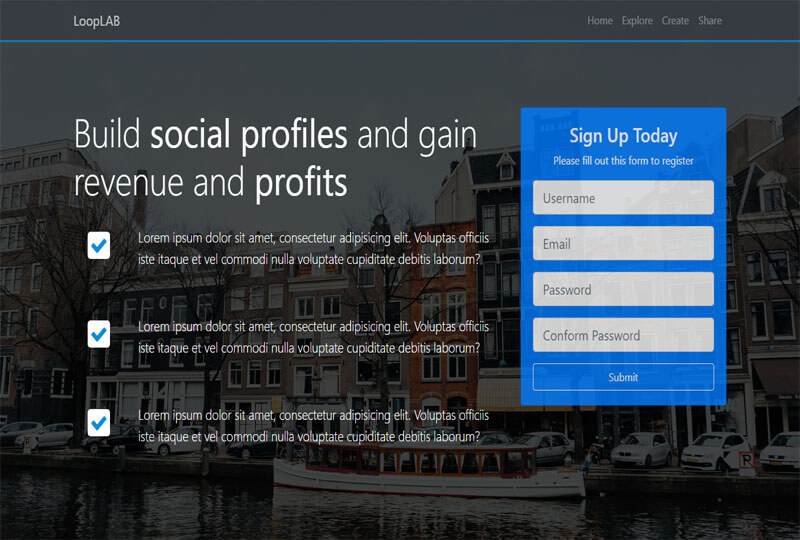 LoopLAB
Home Explore Create Share
Build social profiles and gain
revenue and profits
Lorem ipsum dolor sit amet, consectetur adipisicing elit. Voluptas officiis
iste itaque et vel commodi nulla voluptate cupiditate debitis laborum?
Lorem ipsum dolor sit amet, consectetur adipisicing elit. Voluptas officiis
iste itaque et vel commodi nulla voluptate cupiditate debitis laborum?
Lorem ipsum dolor sit amet, consectetur adipisicing elit. Voluptas officiis
iste itaque et vel commodi nulla voluptate cupiditate debitis laborum?
Sign Up Today
Please fill out this form to register
Username
Email
Password
Conform Password
Submit